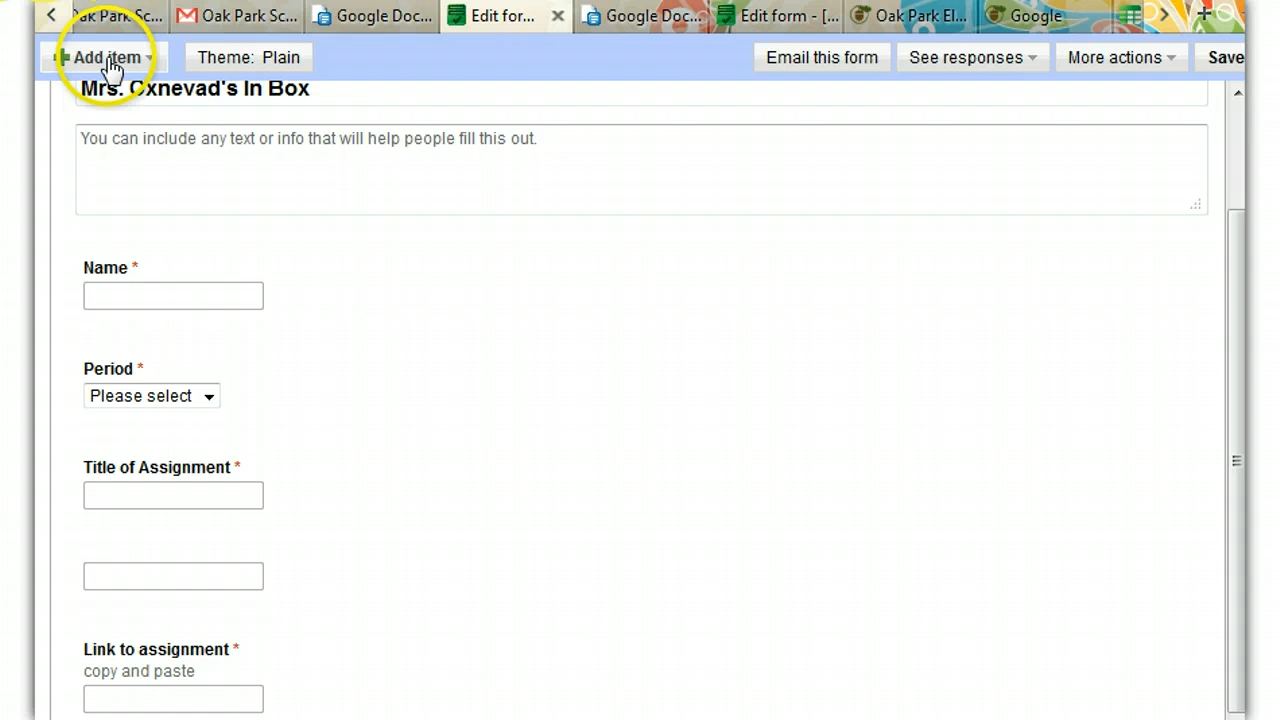 Oak Park Sc... Oak Park Sc... Google Doc... Edit for... Google Doc... Edit form - [... Oak Park El... Google
Add item Theme: Plain Email this form See responses More actions Save
Mrs. Oxnevad's In Box
You can include any text or info that will help people fill this out.
Name *
Period *
Please select
Title of Assignment *
Link to assignment *
copy and paste